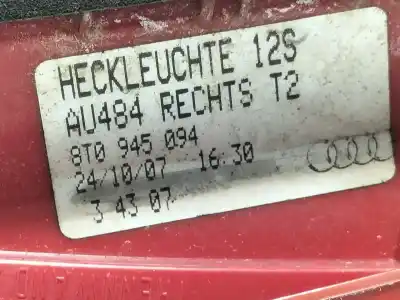 HECKLEUCHTE 12S
AU484 RECHTS T2
8T0 945 094
24/10/07 16:30
3 43 07